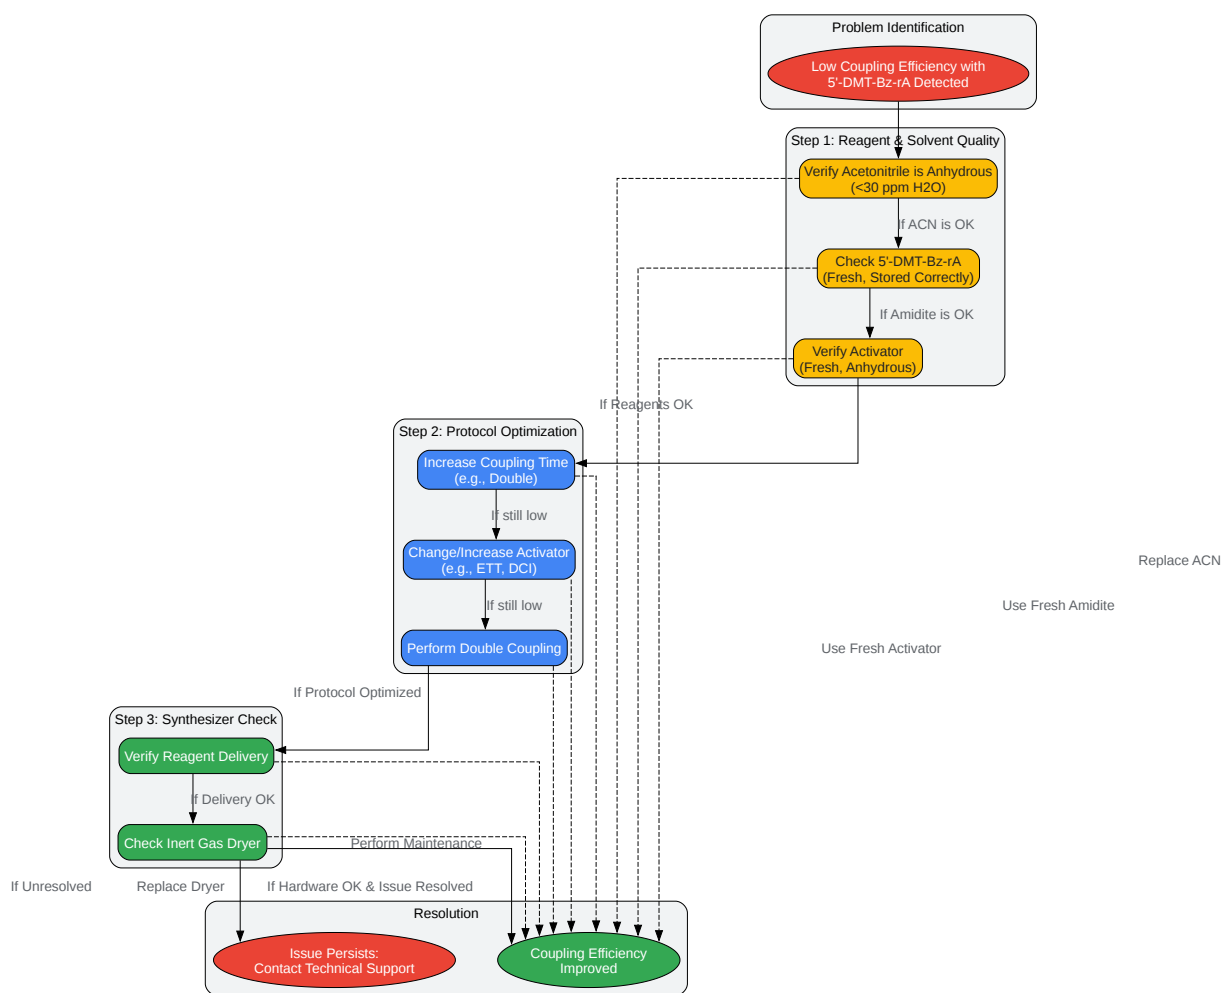 Problem Identification
Low Coupling Efficiency with
5'-DMT-Bz-rA Detected
Step 1: Reagent & Solvent Quality
Verify Acetonitrile is Anhydrous
(<30 ppm H2O)
If ACN is OK
Check 5'-DMT-Bz-rA
(Fresh, Stored Correctly)
If Amidite is OK
Verify Activator
(Fresh, Anhydrous)
If Reagents OK
Step 2: Protocol Optimization
Increase Coupling Time
(e.g., Double)
If still low
Change/Increase Activator
(e.g., ETT, DCI)
Replace ACN
If still low
Use Fresh Amidite
Perform Double Coupling
Use Fresh Activator
If Protocol Optimized
Step 3: Synthesizer Check
Verify Reagent Delivery
If Delivery OK
Check Inert Gas Dryer
Perform Maintenance
If Unresolved
Replace Dryer
If Hardware OK & Issue Resolved
Resolution
Issue Persists:
Contact Technical Support
Coupling Efficiency
Improved